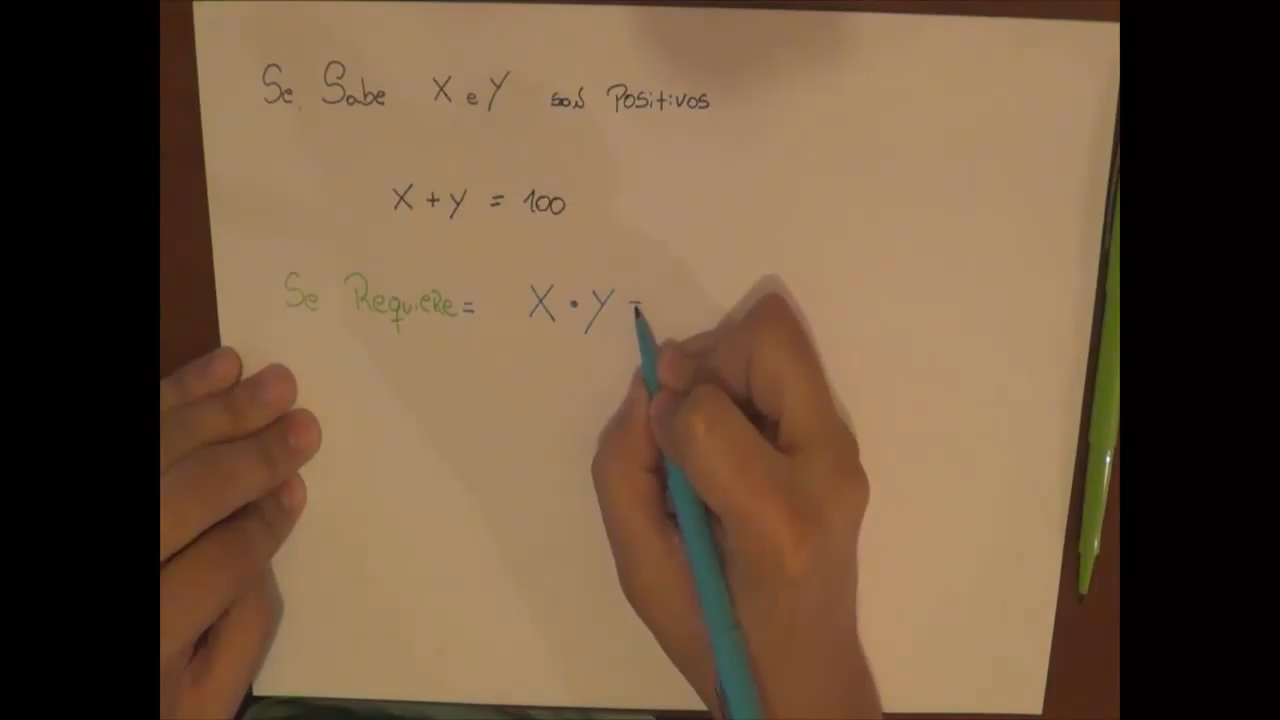 Se Sabe X e Y son Positivos
X + y = 100
Se Requiere = X • Y =